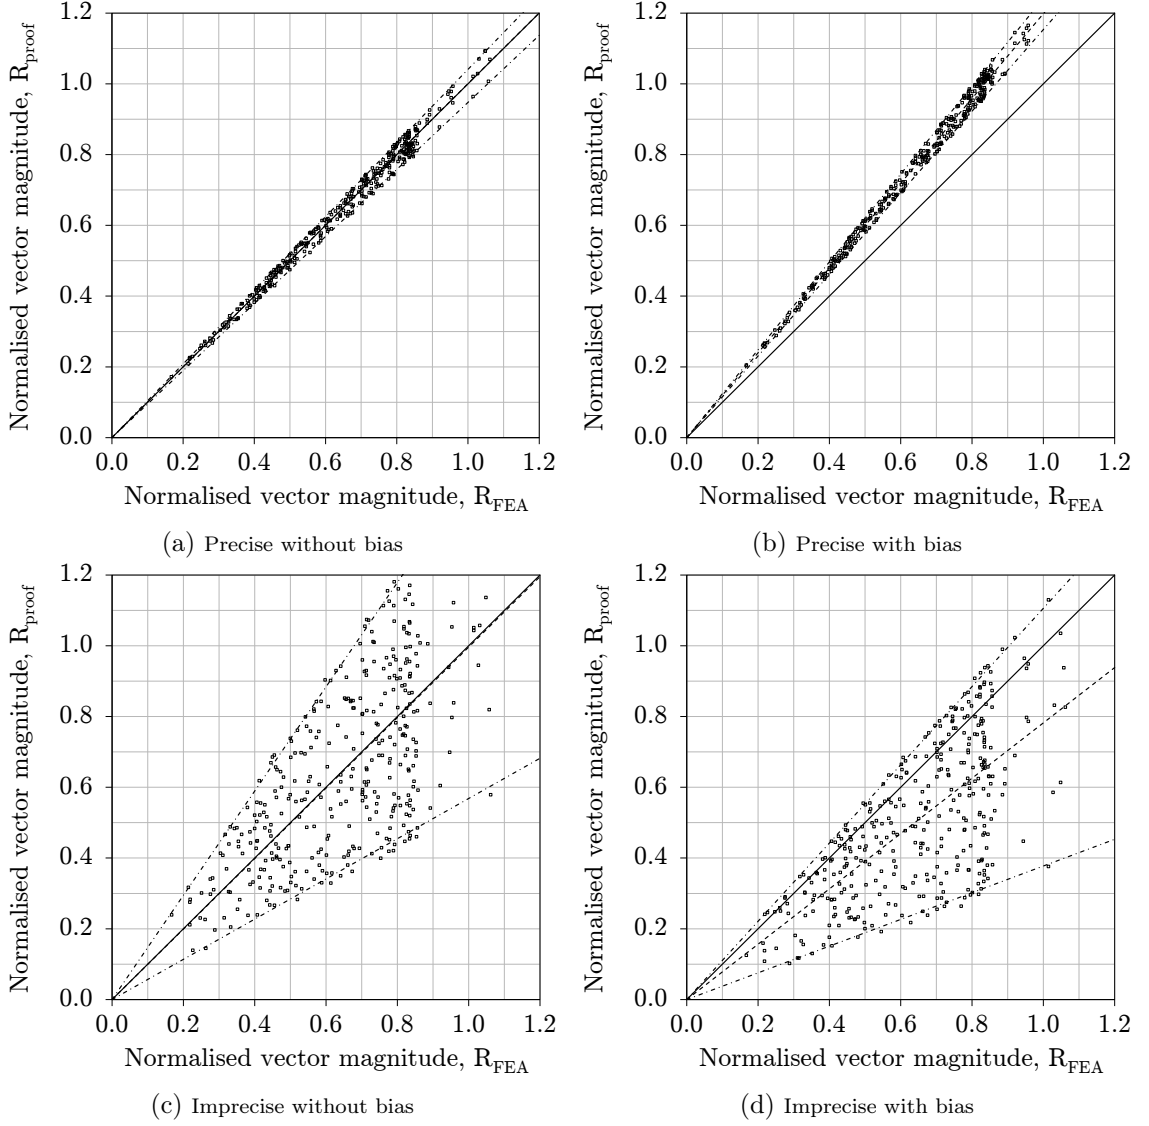 1.2
1.0
0.8
0.6
0.4
0.2
0.0
Normalised vector magnitude, R_proof
0.0 0.2 0.4 0.6 0.8 1.0 1.2
Normalised vector magnitude, R_FEA
(a) Precise without bias
1.2
1.0
0.8
0.6
0.4
0.2
0.0
Normalised vector magnitude, R_proof
0.0 0.2 0.4 0.6 0.8 1.0 1.2
Normalised vector magnitude, R_FEA
(b) Precise with bias
1.2
1.0
0.8
0.6
0.4
0.2
0.0
Normalised vector magnitude, R_proof
0.0 0.2 0.4 0.6 0.8 1.0 1.2
Normalised vector magnitude, R_FEA
(c) Imprecise without bias
1.2
1.0
0.8
0.6
0.4
0.2
0.0
Normalised vector magnitude, R_proof
0.0 0.2 0.4 0.6 0.8 1.0 1.2
Normalised vector magnitude, R_FEA
(d) Imprecise with bias